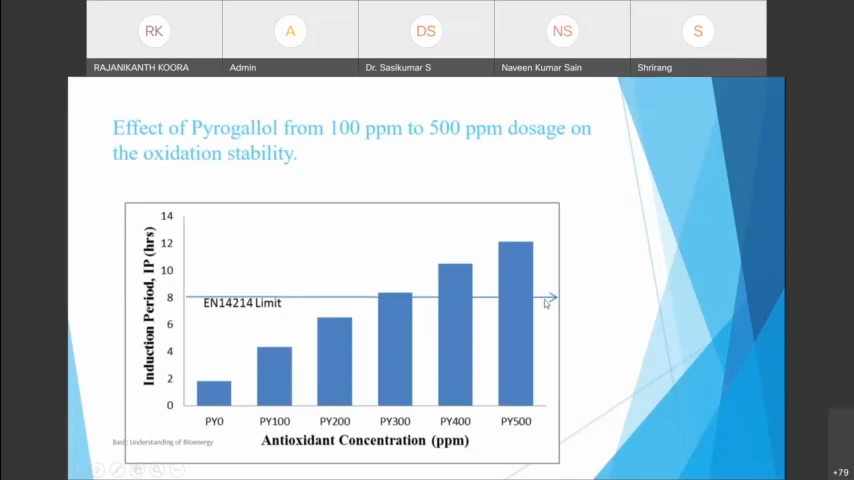 RK
A
DS
NS
S
RAJANIKANTH KOORA
Admin
Dr. Sasikumar S
Naveen Kumar Sain
Shrirang
Effect of Pyrogallol from 100 ppm to 500 ppm dosage on
the oxidation stability.
Induction Period, IP (hrs)
14
12
10
8
6
4
2
0
EN14214 Limit
PY0
PY100
PY200
PY300
PY400
PY500
Antioxidant Concentration (ppm)
Basic Understanding of Bioenergy
+79